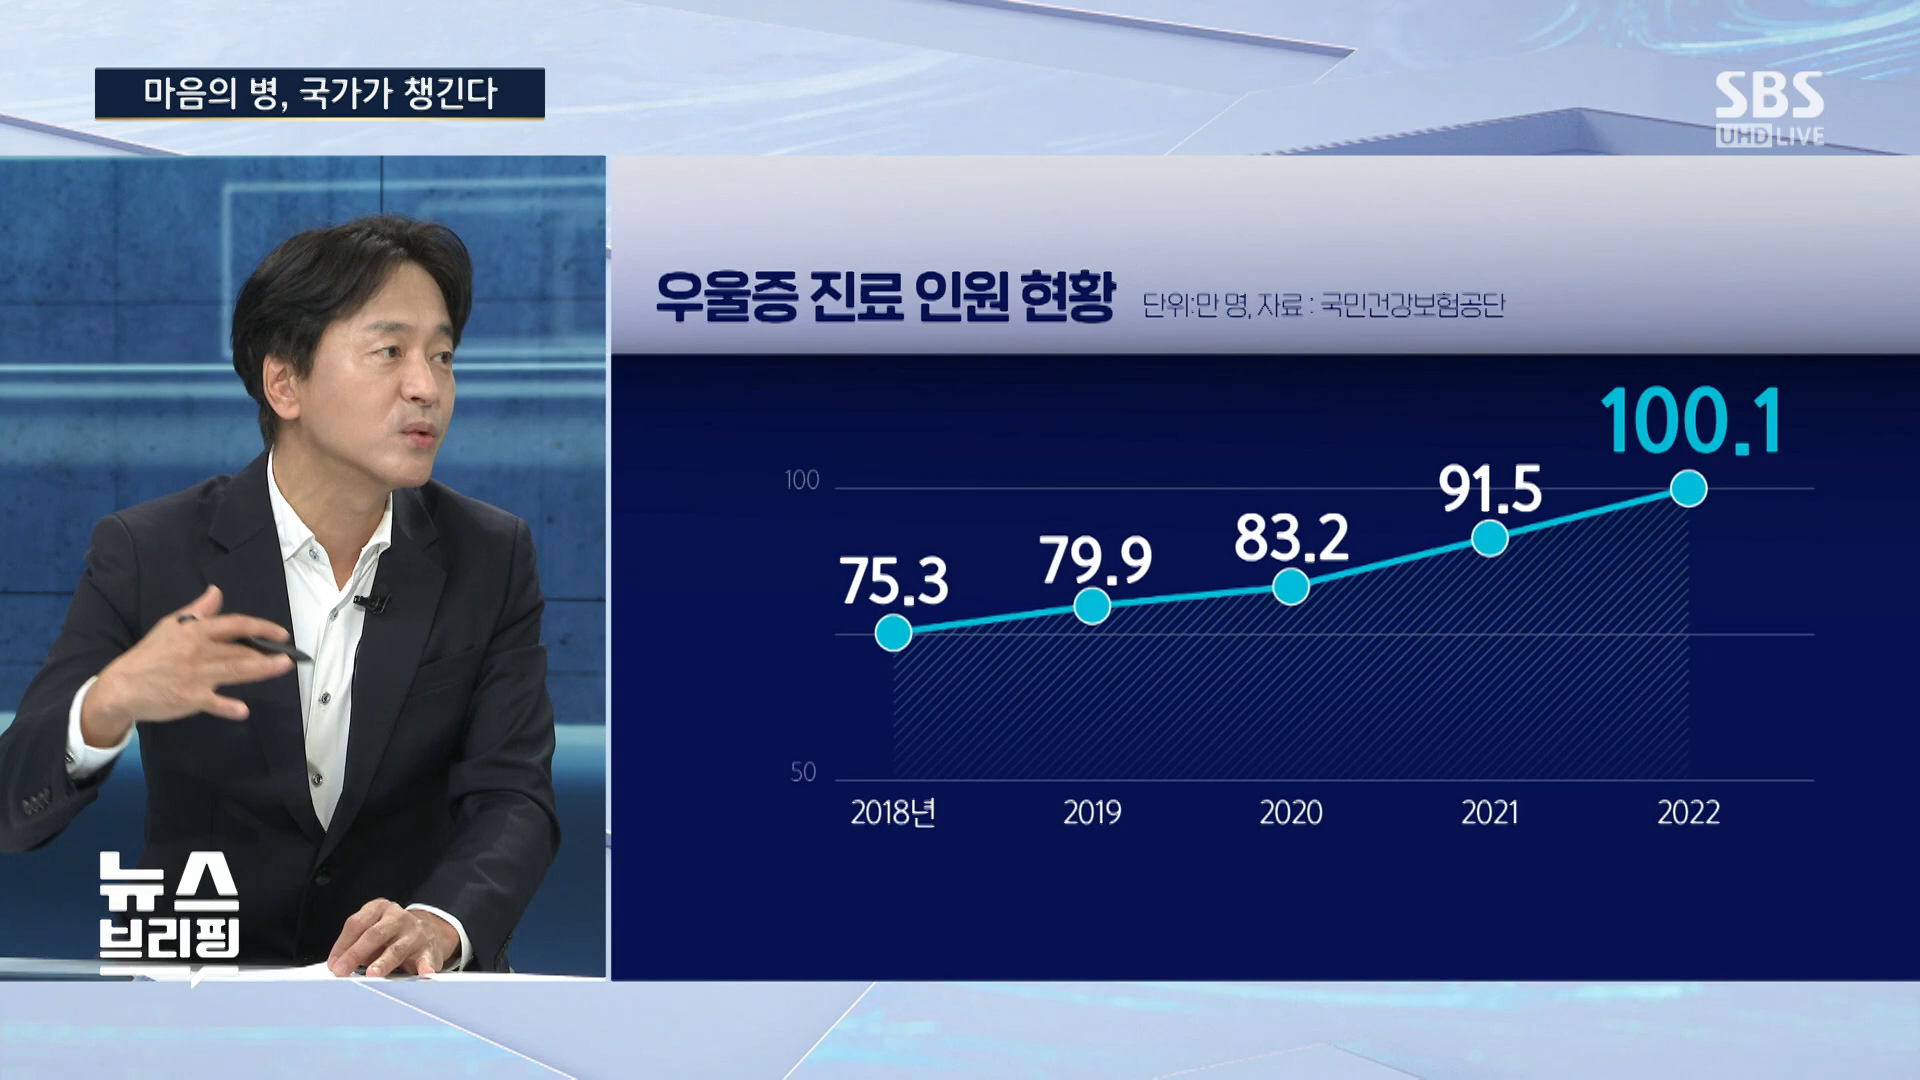 마음의 병, 국가가 챙긴다
SBS
UHD LIVE
우울증 진료 인원 현황 단위:만 명, 자료 : 국민건강보험공단
100
50
75.3
79.9
83.2
91.5
100.1
2018년 2019 2020 2021 2022
뉴스
브리핑